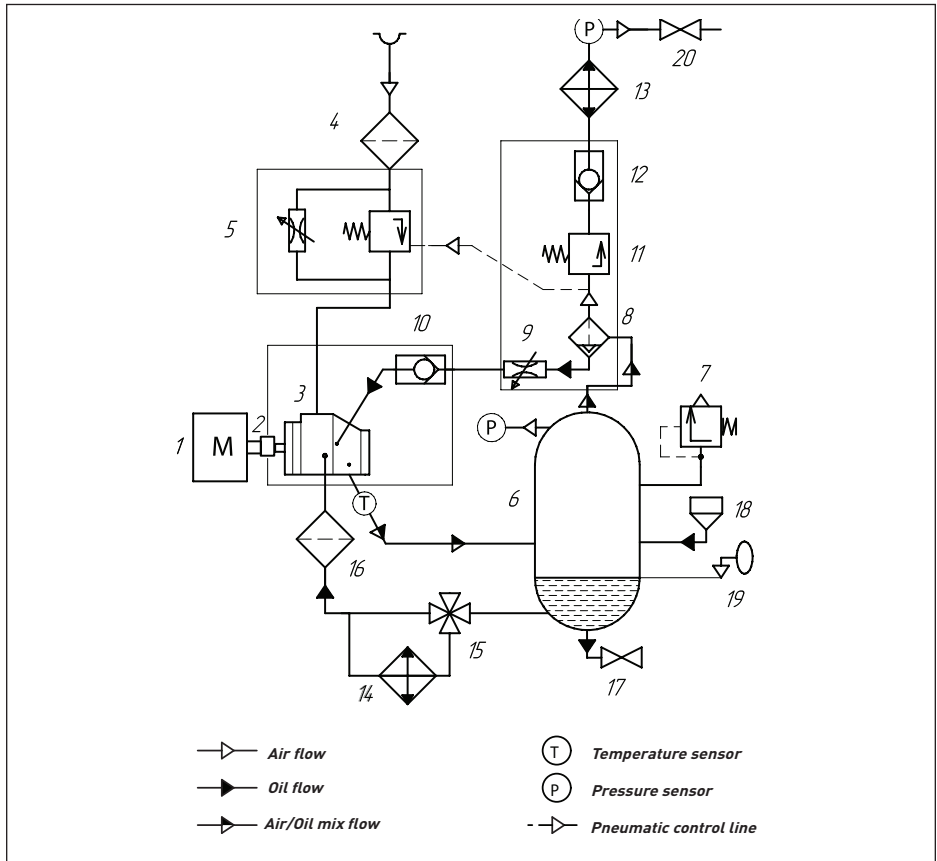 P
20
13
4
12
5
11
10
9
8
3
7
1
M
2
P
6
18
T
16
19
15
14
17
Air flow
T
Temperature sensor
Oil flow
P
Pressure sensor
Air/Oil mix flow
Pneumatic control line